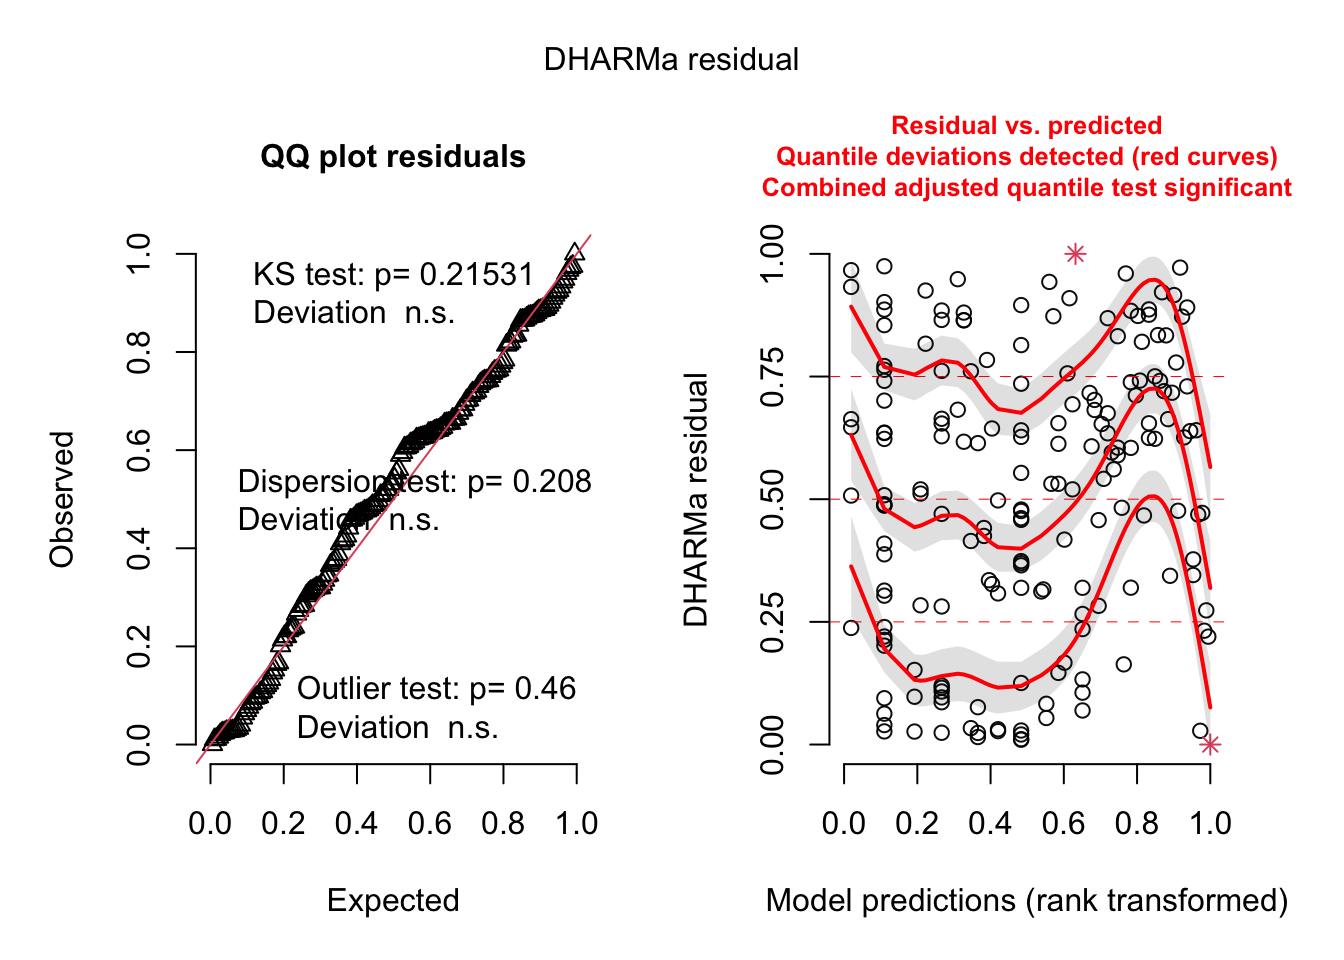 DHARMa residual
QQ plot residuals
KS test: p= 0.21531
Deviation  n.s.
Dispersion test: p= 0.208
Deviation  n.s.
Outlier test: p= 0.46
Deviation  n.s.
Observed
0.0 0.2 0.4 0.6 0.8 1.0
0.0 0.2 0.4 0.6 0.8 1.0
Expected
Residual vs. predicted
Quantile deviations detected (red curves)
Combined adjusted quantile test significant
DHARMa residual
0.00 0.25 0.50 0.75 1.00
0.0 0.2 0.4 0.6 0.8 1.0
Model predictions (rank transformed)